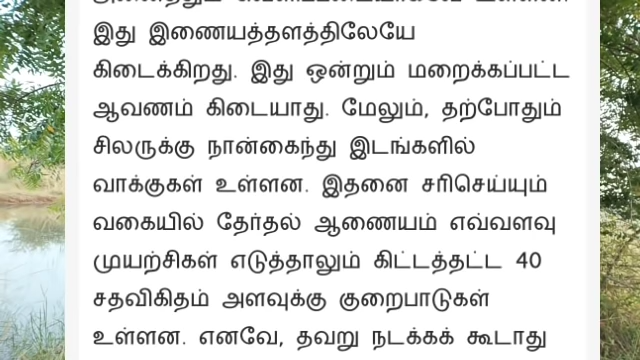 இது இணையத்தளத்திலேயே
கிடைக்கிறது. இது ஒன்றும் மறைக்கப்பட்ட
ஆவணம் கிடையாது. மேலும், தற்போதும்
சிலருக்கு நான்கைந்து இடங்களில்
வாக்குகள் உள்ளன. இதனை சரிசெய்யும்
வகையில் தேர்தல் ஆணையம் எவ்வளவு
முயற்சிகள் எடுத்தாலும் கிட்டத்தட்ட 40
சதவிகிதம் அளவுக்கு குறைபாடுகள்
உள்ளன. எனவே, தவறு நடக்கக் கூடாது